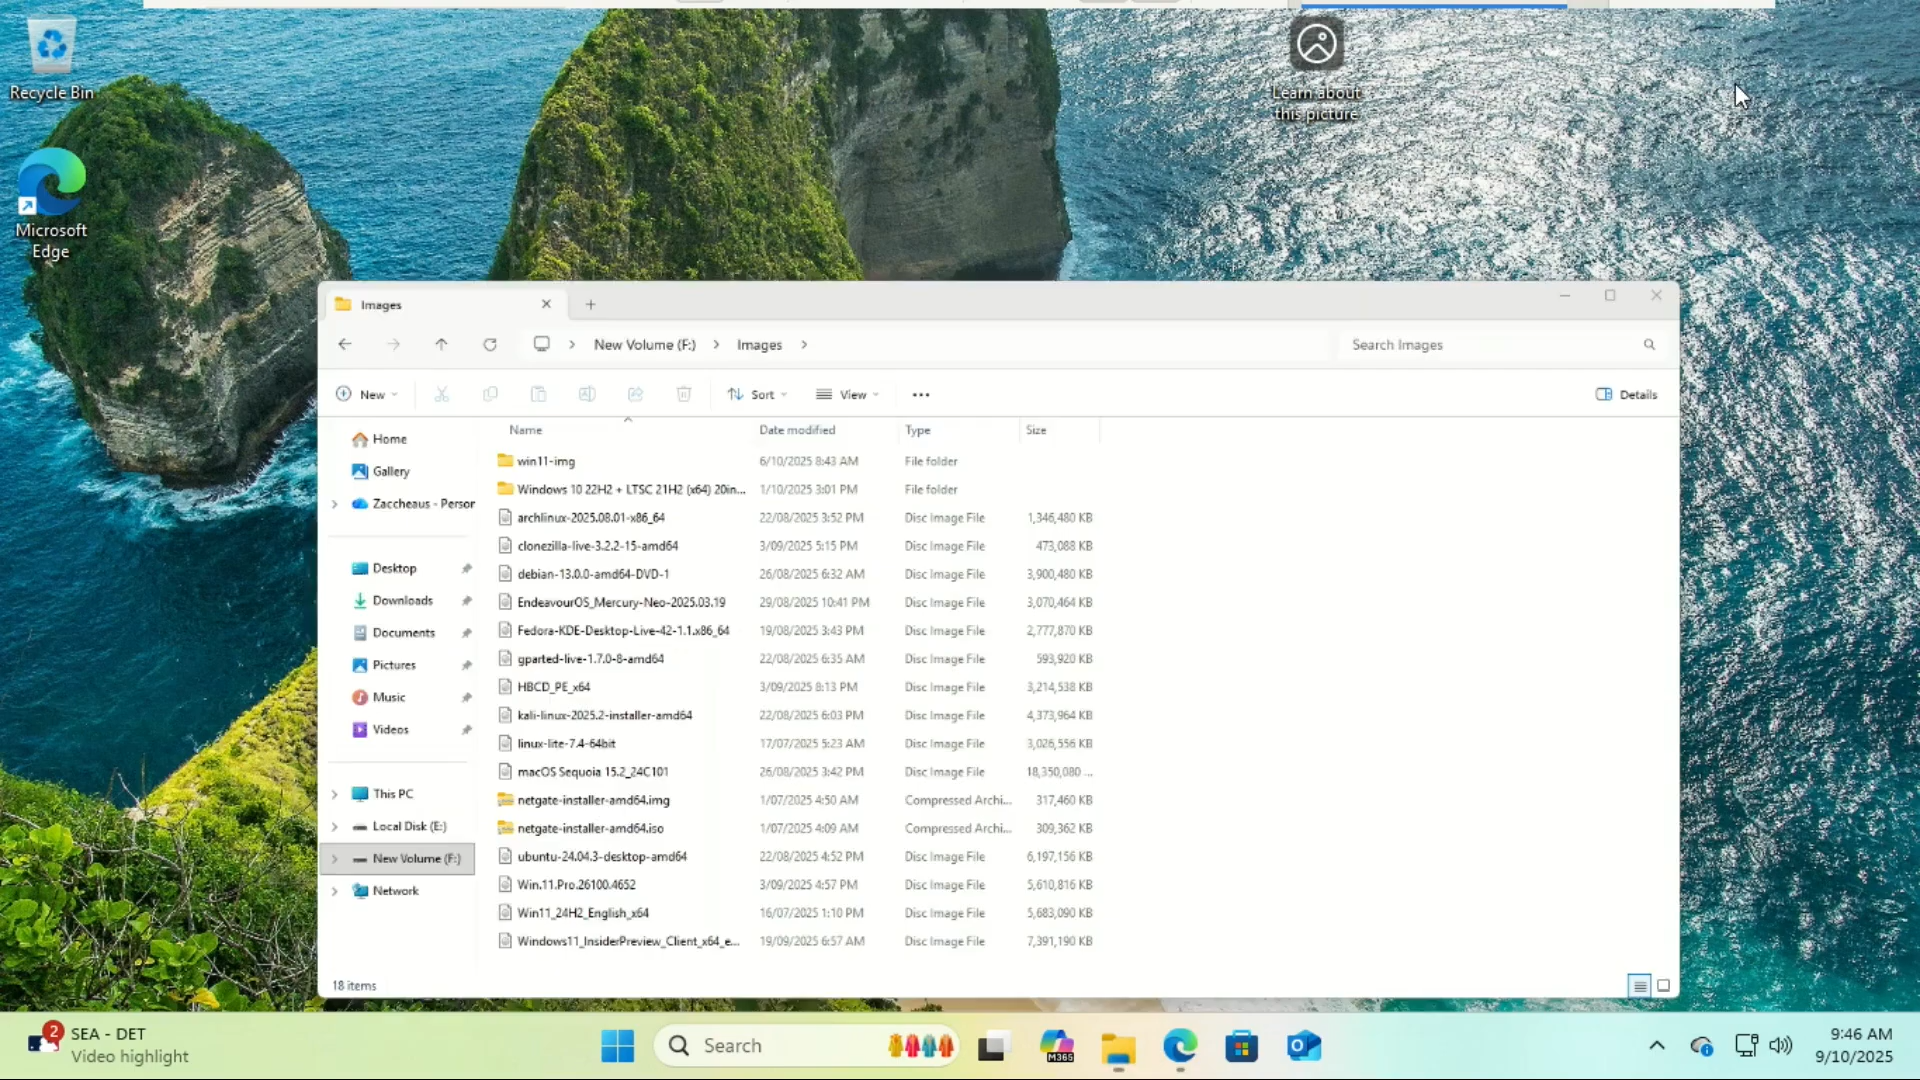 Recycle Bin
Microsoft
Edge
Learn about
this picture
Images
New Volume (F:)
Images
Search Images
New
Sort
View
Details
Name
Date modified
Type
Size
Home
Gallery
Zaccheaus - Person
Desktop
Downloads
Documents
Pictures
Music
Videos
This PC
Local Disk (E:)
New Volume (F:)
Network
win11-img 6/10/2025 8:43 AM File folder
Windows 10 22H2 + LTSC 21H2 (x64) 20in... 1/10/2025 3:01 PM File folder
archlinux-2025.08.01-x86_64 22/08/2025 3:52 PM Disc Image File 1,346,480 KB
clonezilla-live-3.2.2-15-amd64 3/09/2025 5:15 PM Disc Image File 473,088 KB
debian-13.0.0-amd64-DVD-1 26/08/2025 6:32 AM Disc Image File 3,900,480 KB
EndeavourOS_Mercury-Neo-2025.03.19 29/08/2025 10:41 PM Disc Image File 3,070,464 KB
Fedora-KDE-Desktop-Live-42-1.1.x86_64 19/08/2025 3:43 PM Disc Image File 2,777,870 KB
gparted-live-1.7.0-8-amd64 22/08/2025 6:35 AM Disc Image File 593,920 KB
HBCD_PE_x64 3/09/2025 8:13 PM Disc Image File 3,214,538 KB
kali-linux-2025.2-installer-amd64 22/08/2025 6:03 PM Disc Image File 4,373,964 KB
linux-lite-7.4-64bit 17/07/2025 5:23 AM Disc Image File 3,026,556 KB
macOS Sequoia 15.2_24C101 26/08/2025 3:42 PM Disc Image File 18,350,080 ...
netgate-installer-amd64.img 1/07/2025 4:50 AM Compressed Archi... 317,460 KB
netgate-installer-amd64.iso 1/07/2025 4:09 AM Compressed Archi... 309,362 KB
ubuntu-24.04.3-desktop-amd64 22/08/2025 4:52 PM Disc Image File 6,197,156 KB
Win.11.Pro.26100.4652 3/09/2025 4:57 PM Disc Image File 5,610,816 KB
Win11_24H2_English_x64 16/07/2025 1:10 PM Disc Image File 5,683,090 KB
Windows11_InsiderPreview_Client_x64_e... 19/09/2025 6:57 AM Disc Image File 7,391,190 KB
18 items
2
SEA - DET
Video highlight
Search
M365
9:46 AM
9/10/2025